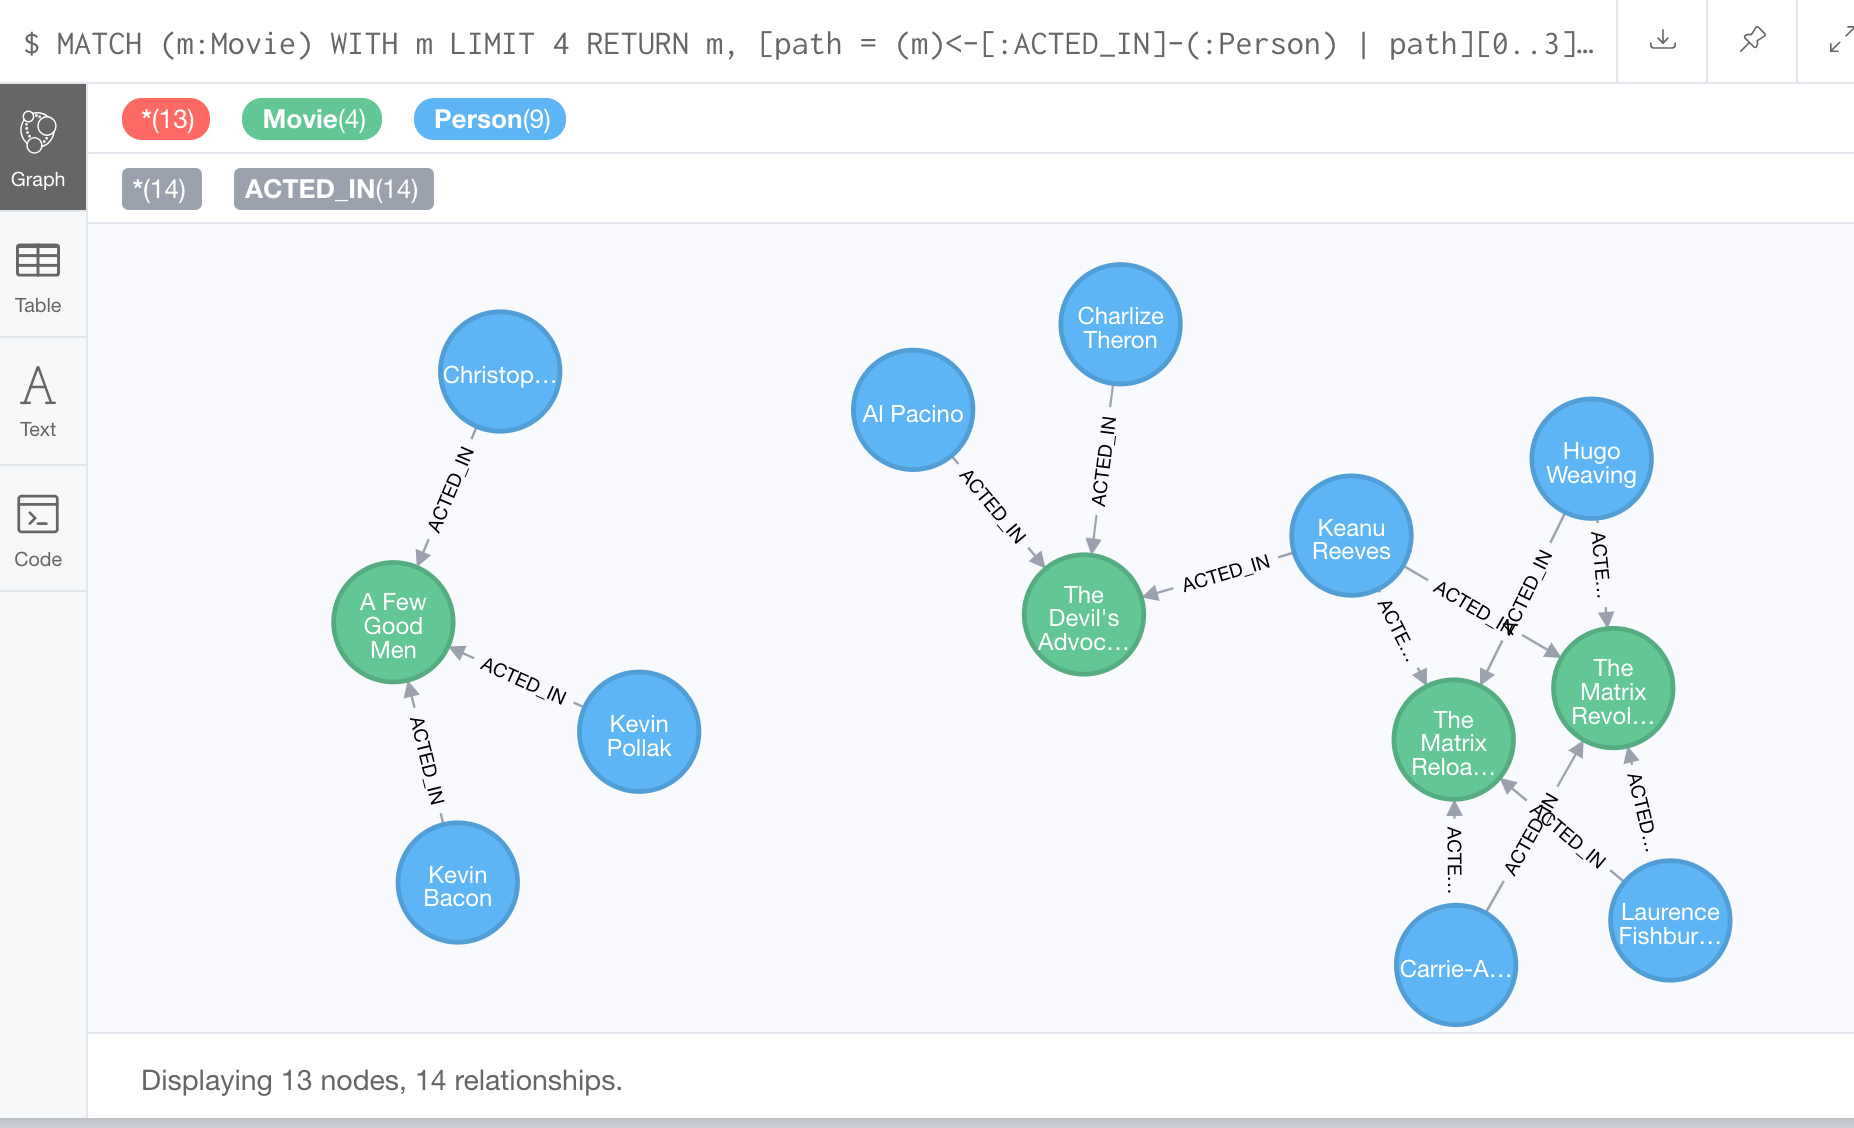 $ MATCH (m:Movie) WITH m LIMIT 4 RETURN m, [path = (m)<-[:ACTED_IN]-(:Person) | path][0..3]…
*(13) Movie(4) Person(9)
*(14) ACTED_IN(14)
Graph
Table
Text
Code
Christop…
ACTED_IN
A Few
Good
Men
ACTED_IN
Kevin
Pollak
ACTED_IN
Kevin
Bacon
Charlize
Theron
Al Pacino
ACTED_IN
ACTED_IN
The
Devil's
Advoc…
ACTED_IN
Keanu
Reeves
Hugo
Weaving
ACTE…
ACTED_IN
ACTED_IN
ACTE…
The
Matrix
Revol…
The
Matrix
Reloa…
ACTE…
ACTED_IN
ACTED_IN
ACTED…
Laurence
Fishbur…
Carrie-A…
Displaying 13 nodes, 14 relationships.